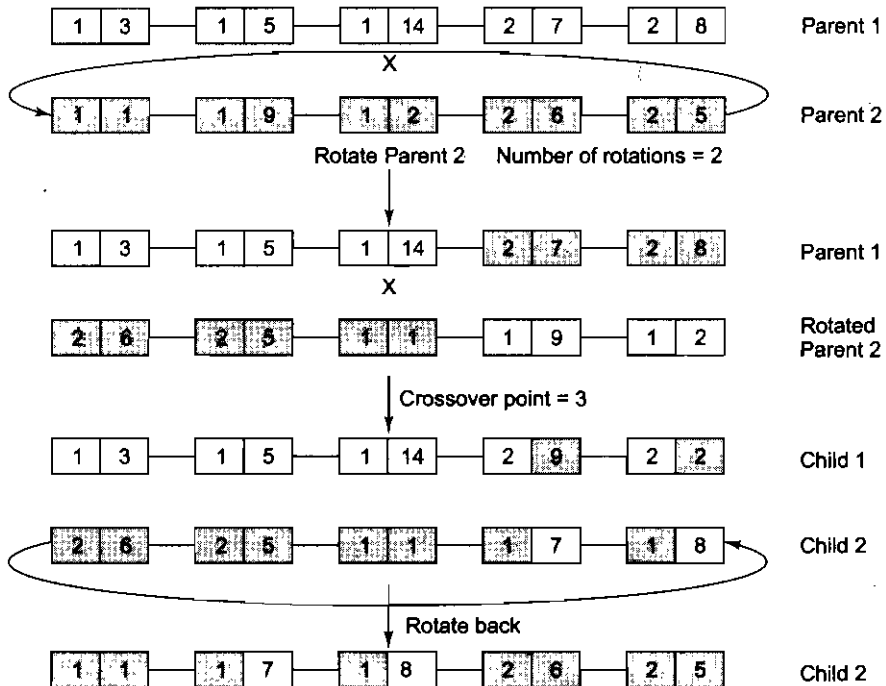 1 3 1 5 1 14 2 7 2 8 Parent 1
X
1 1 1 9 1 2 2 6 2 5 Parent 2
Rotate Parent 2 Number of rotations = 2
1 3 1 5 1 14 2 7 2 8 Parent 1
X
2 6 2 5 1 1 1 9 1 2 Rotated
Parent 2
Crossover point = 3
1 3 1 5 1 14 2 9 2 2 Child 1
2 6 2 5 1 1 1 7 1 8 Child 2
Rotate back
1 1 1 7 1 8 2 6 2 5 Child 2